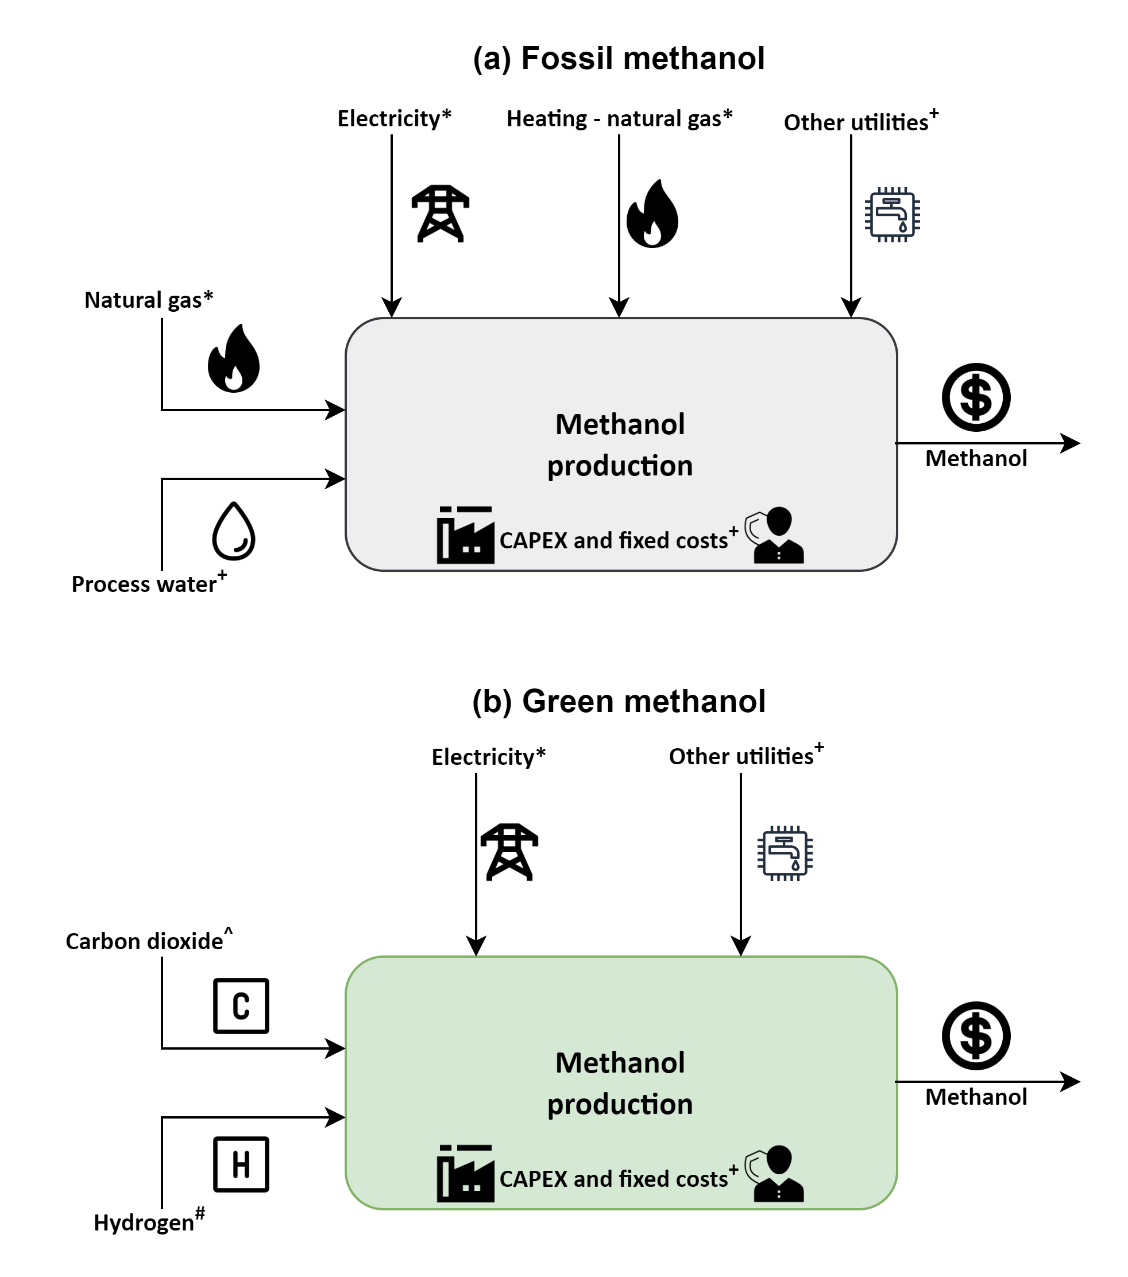 (a) Fossil methanol
Electricity*
Heating - natural gas*
Other utilities⁺
Natural gas*
Process water⁺
Methanol
production
CAPEX and fixed costs⁺
$
Methanol
(b) Green methanol
Electricity*
Other utilities⁺
Carbon dioxide^
C
H
Hydrogen#
Methanol
production
CAPEX and fixed costs⁺
$
Methanol